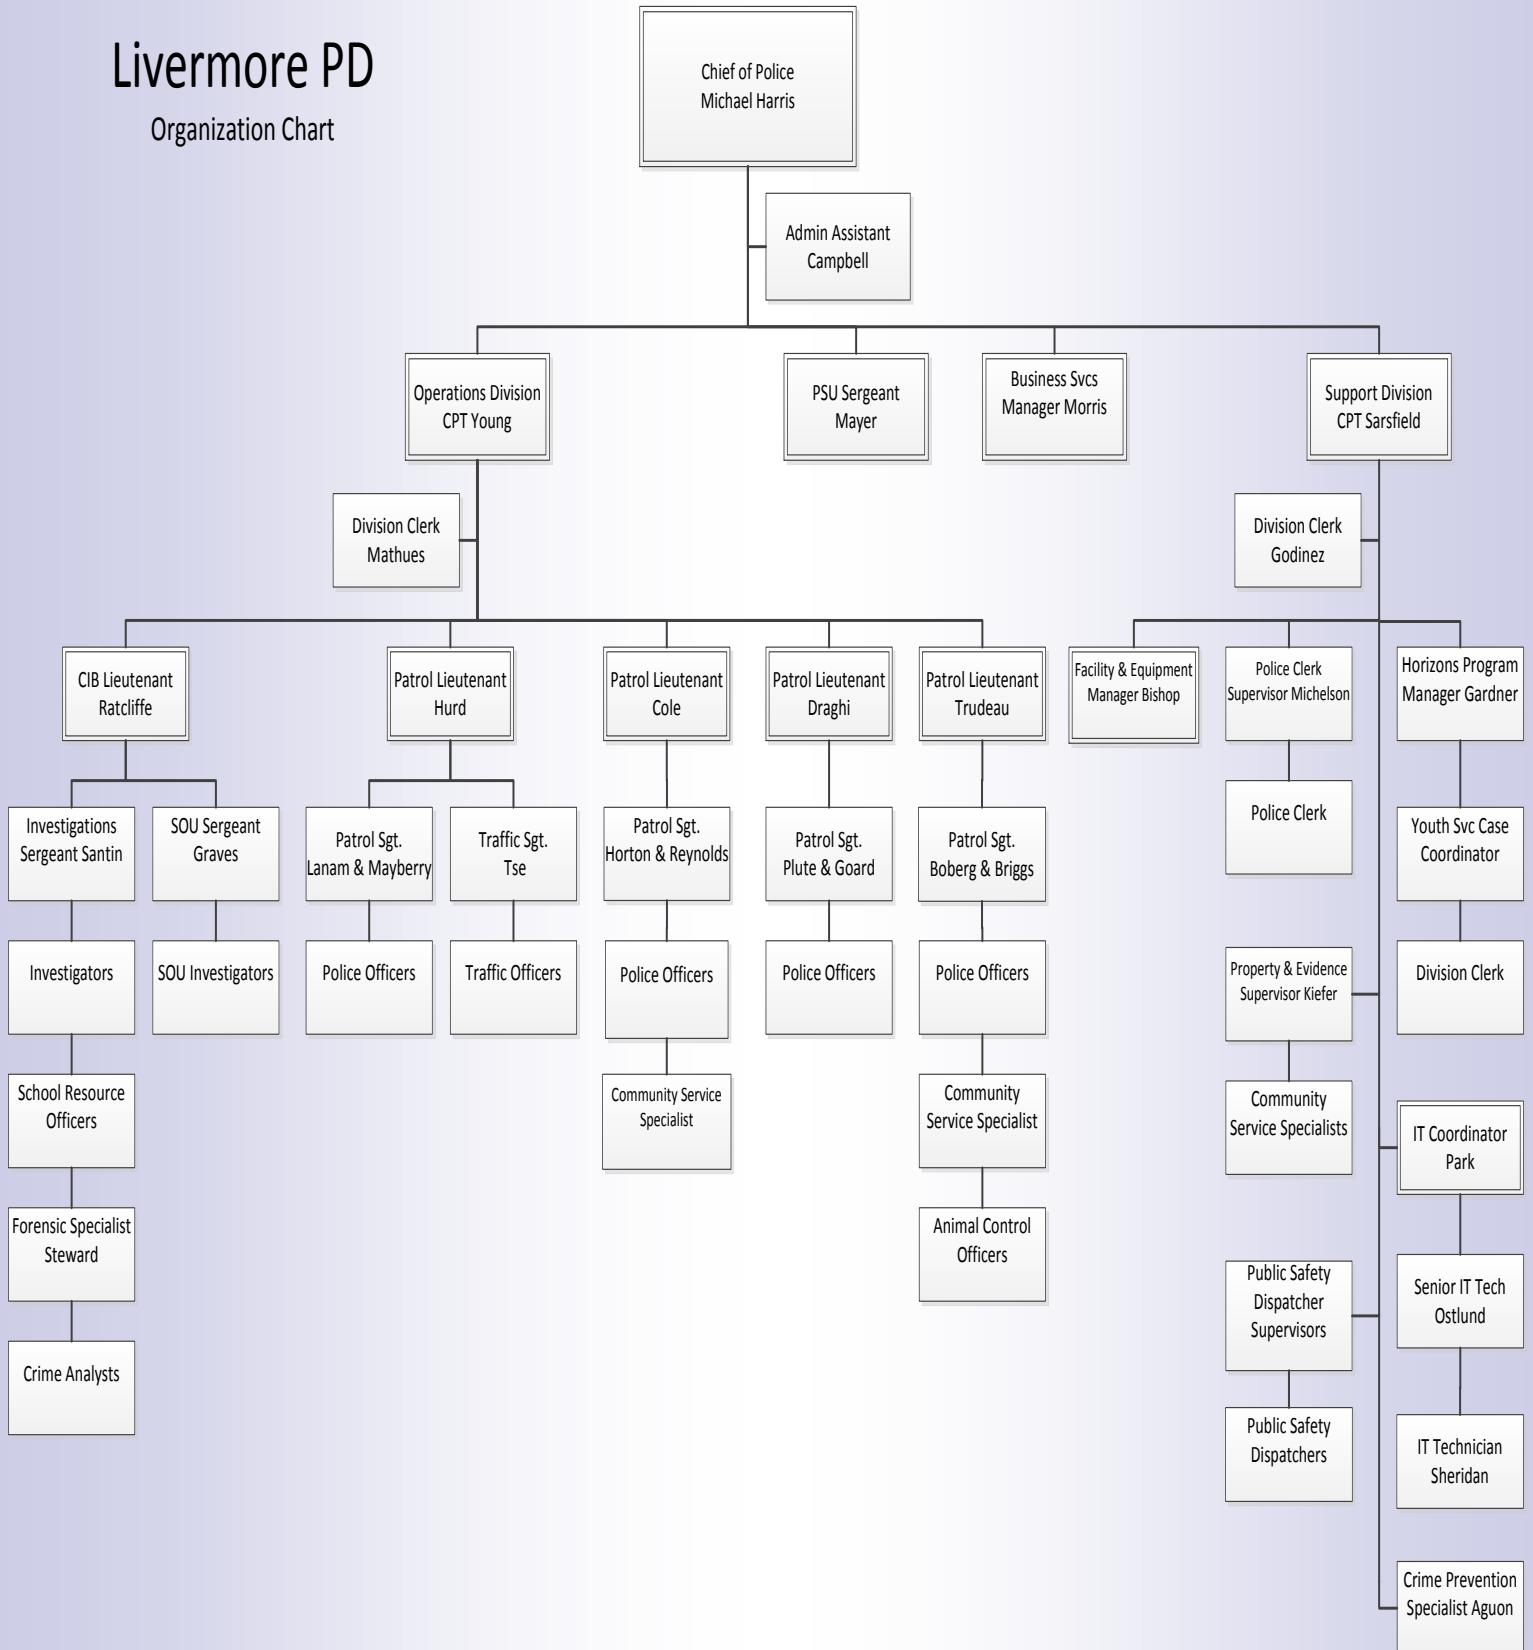 Livermore PD
Organization Chart
Chief of Police
Michael Harris
Admin Assistant
Campbell
Operations Division
CPT Young
PSU Sergeant
Mayer
Business Svcs
Manager Morris
Support Division
CPT Sarsfield
Division Clerk
Mathues
Division Clerk
Godinez
CIB Lieutenant
Ratcliffe
Patrol Lieutenant
Hurd
Patrol Lieutenant
Cole
Patrol Lieutenant
Draghi
Patrol Lieutenant
Trudeau
Facility & Equipment
Manager Bishop
Police Clerk
Supervisor Michelson
Horizons Program
Manager Gardner
Investigations
Sergeant Santin
SOU Sergeant
Graves
Patrol Sgt.
Lanam & Mayberry
Traffic Sgt.
Tse
Patrol Sgt.
Horton & Reynolds
Patrol Sgt.
Plute & Goard
Patrol Sgt.
Boberg & Briggs
Police Clerk
Youth Svc Case
Coordinator
Investigators
SOU Investigators
Police Officers
Traffic Officers
Police Officers
Police Officers
Police Officers
Property & Evidence
Supervisor Kiefer
Division Clerk
School Resource
Officers
Community Service
Specialist
Community
Service Specialist
Community
Service Specialists
IT Coordinator
Park
Forensic Specialist
Steward
Animal Control
Officers
Public Safety
Dispatcher
Supervisors
Senior IT Tech
Ostlund
Crime Analysts
Public Safety
Dispatchers
IT Technician
Sheridan
Crime Prevention
Specialist Aguon